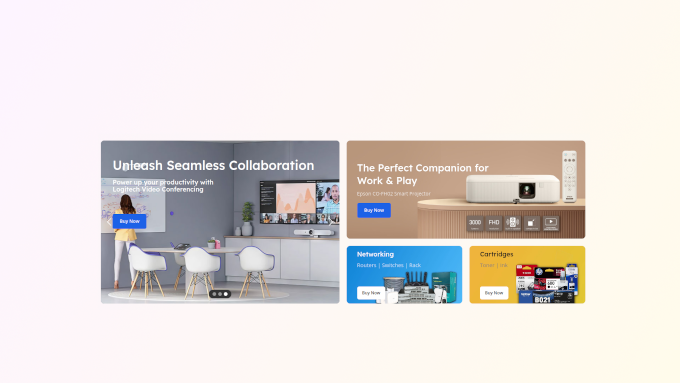 Unleash Seamless Collaboration
Power up your productivity with
Logitech Video Conferencing
Buy Now
The Perfect Companion for
Work & Play
Epson CO-FH02 Smart Projector
Buy Now
3000
FHD
Networking
Routers | Switches | Rack
Buy Now
Cartridges
Toner | Ink
Buy Now
B021